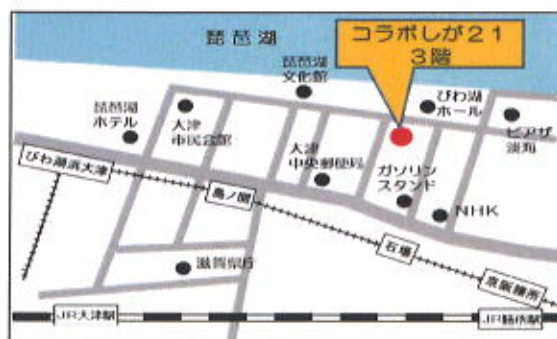 琵琶湖
コラボしが21
3階
琵琶湖
文化館
びわ湖
ホール
琵琶湖
ホテル
大津
市民会館
ピアザ
淡海
大津
中央郵便局
ガソリン
スタンド
びわ湖浜大津
島ノ関
NHK
石場
滋賀県庁
京阪膳所
JR大津駅
JR膳所駅